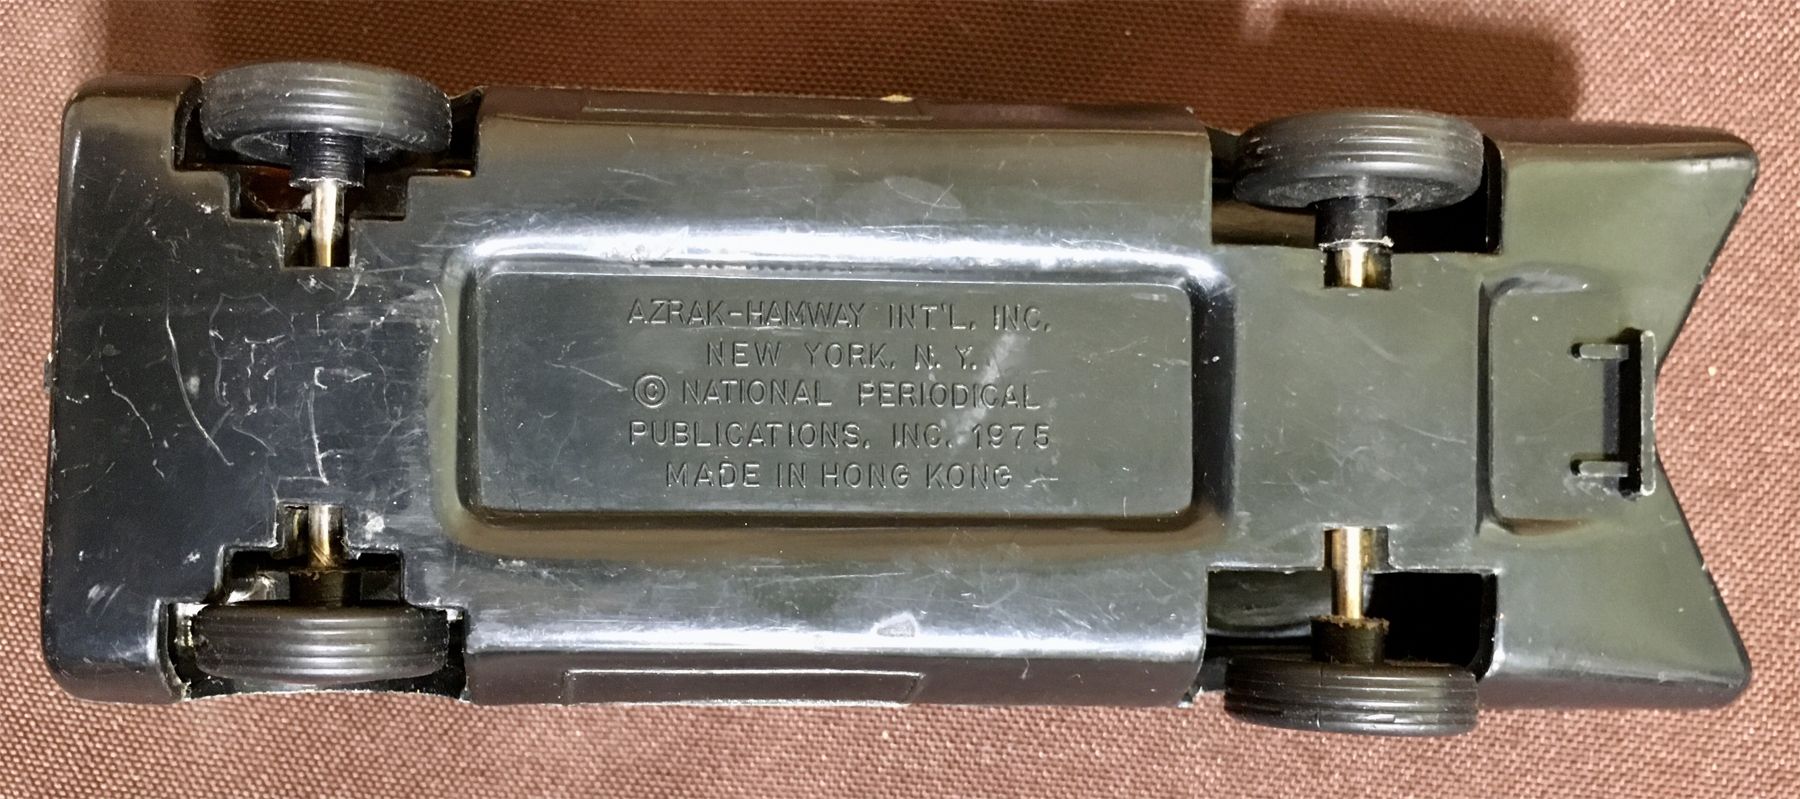 AZRAK-HAMWAY INT'L. INC.
NEW YORK, N. Y.
© NATIONAL PERIODICAL
PUBLICATIONS, INC. 1975
MADE IN HONG KONG